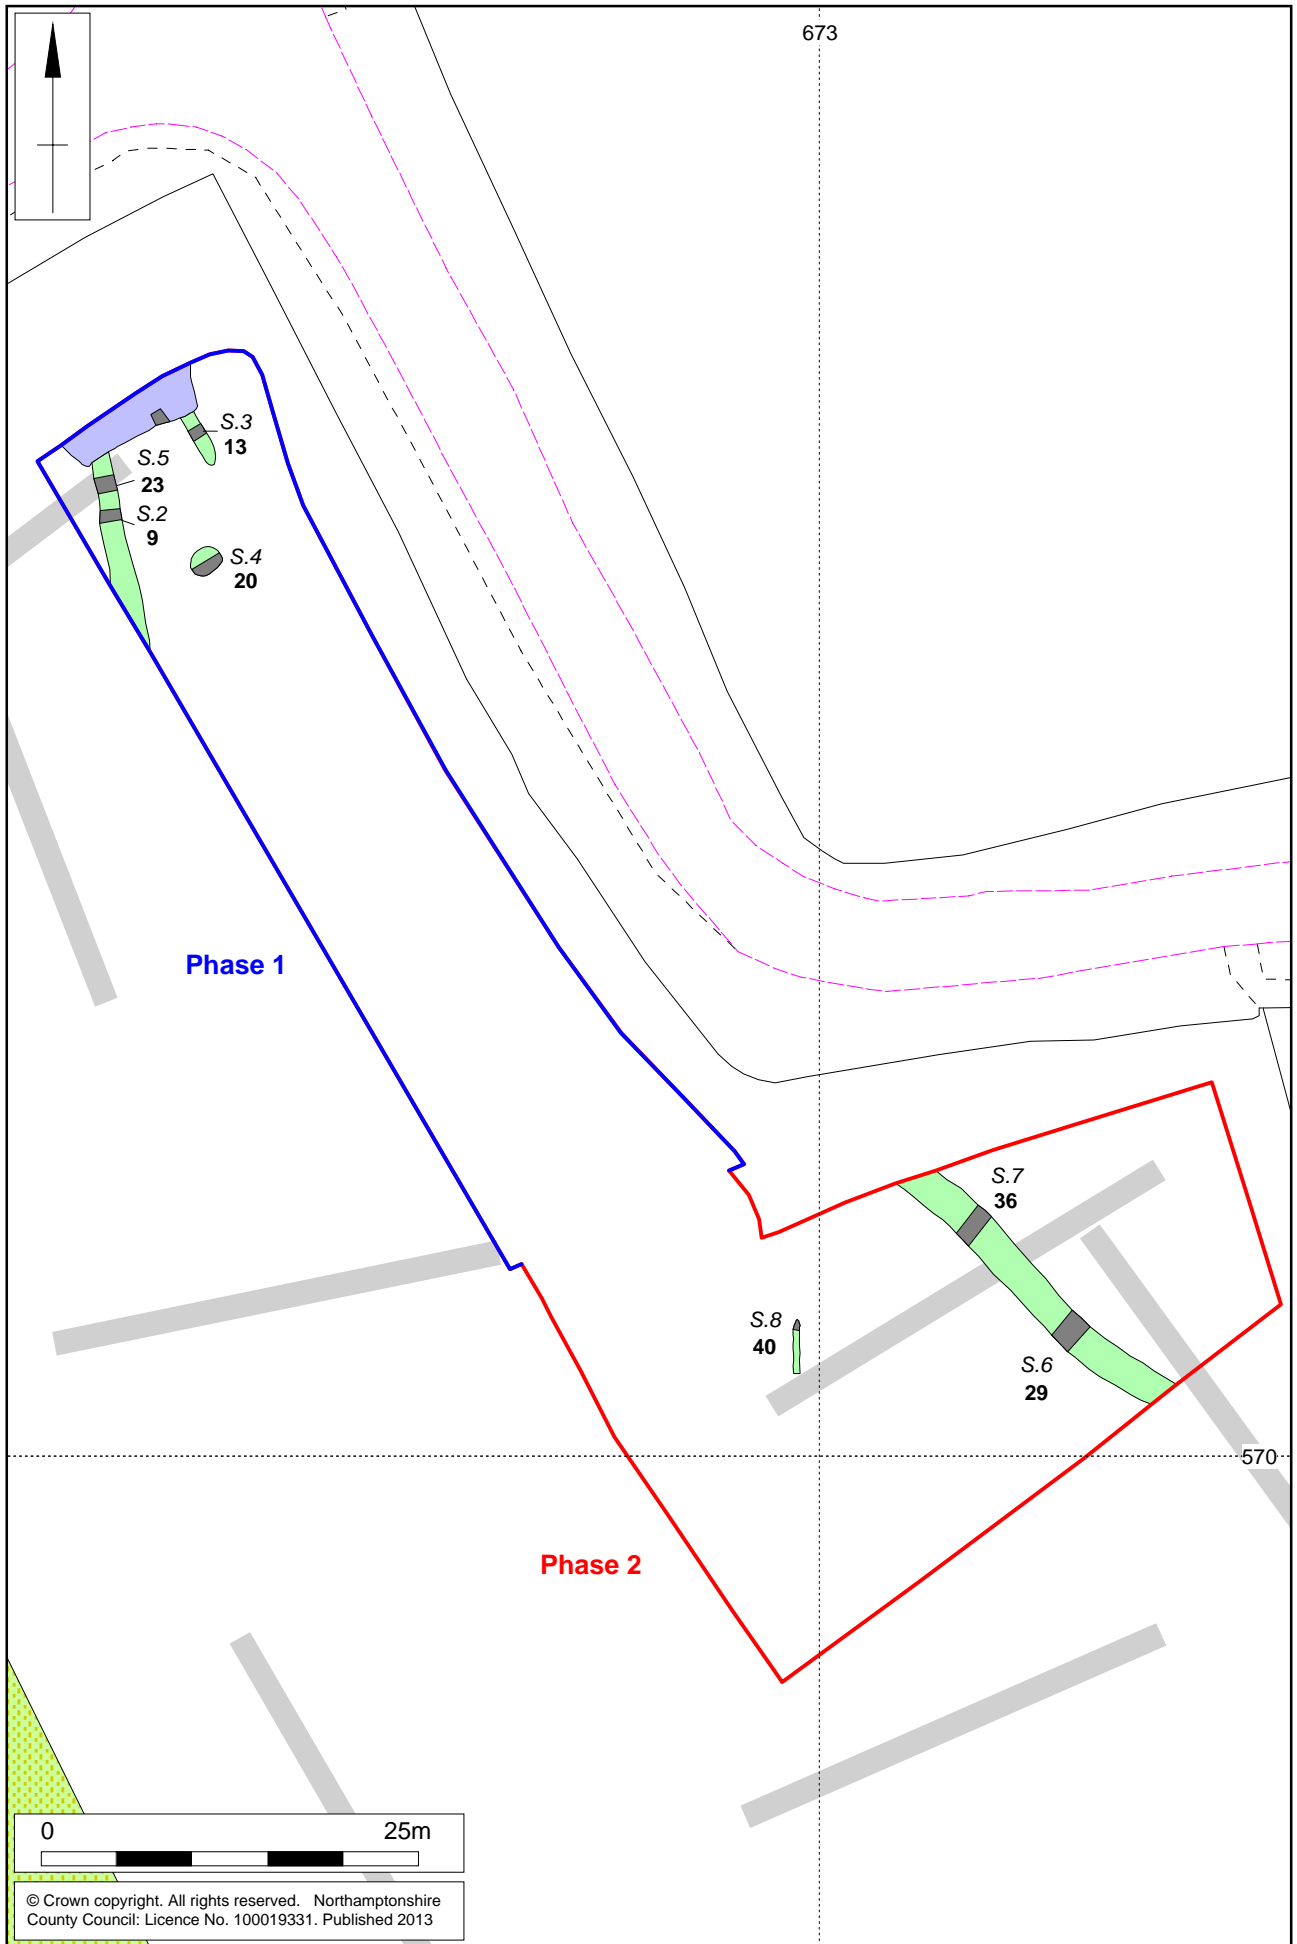 673
S.3
13
S.5
23
S.2
9
S.4
20
Phase 1
S.7
36
S.8
40
S.6
29
570
Phase 2
0 25m
© Crown copyright. All rights reserved. Northamptonshire
County Council: Licence No. 100019331. Published 2013